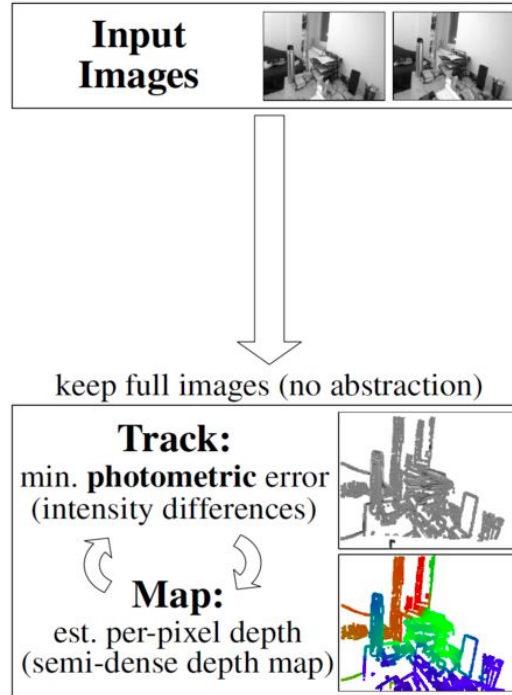 Input
Images
keep full images (no abstraction)
Track:
min. photometric error
(intensity differences)
Map:
est. per-pixel depth
(semi-dense depth map)